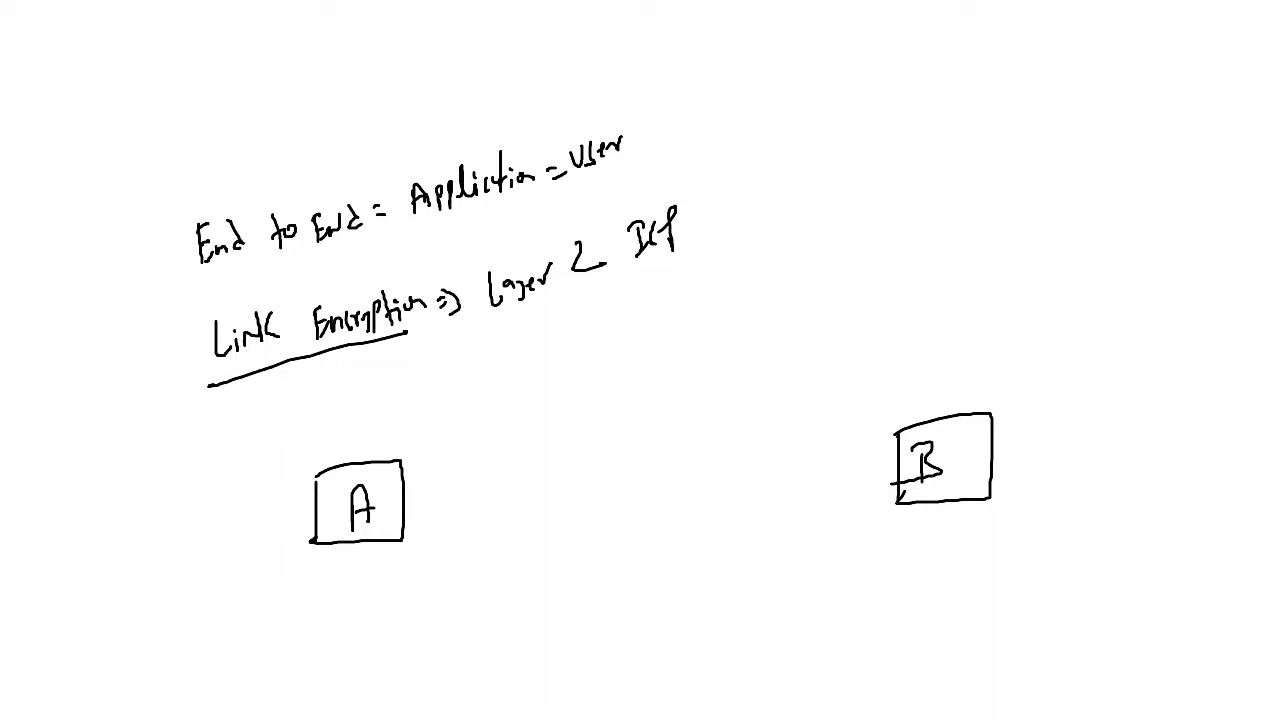 End to End = Application = User
Link Encryption => Layer 2
A
B